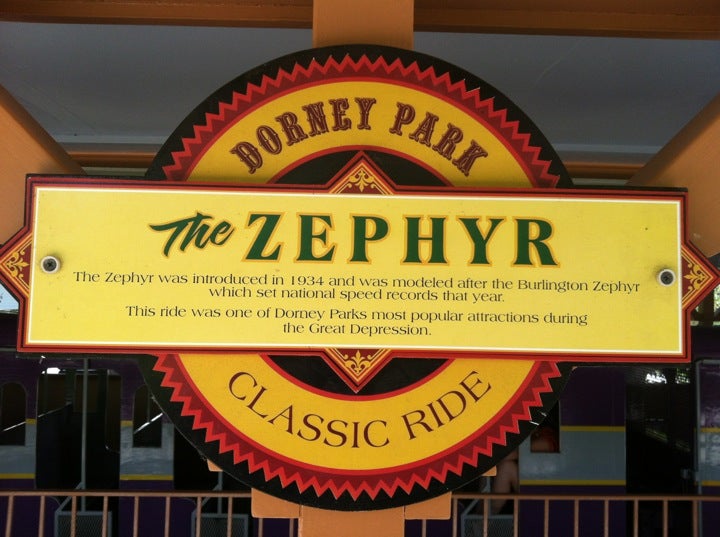 DORNEY PARK
The ZEPHYR
The Zephyr was introduced in 1934 and was modeled after the Burlington Zephyr
which set national speed records that year.
This ride was one of Dorney Parks most popular attractions during
the Great Depression.
CLASSIC RIDE